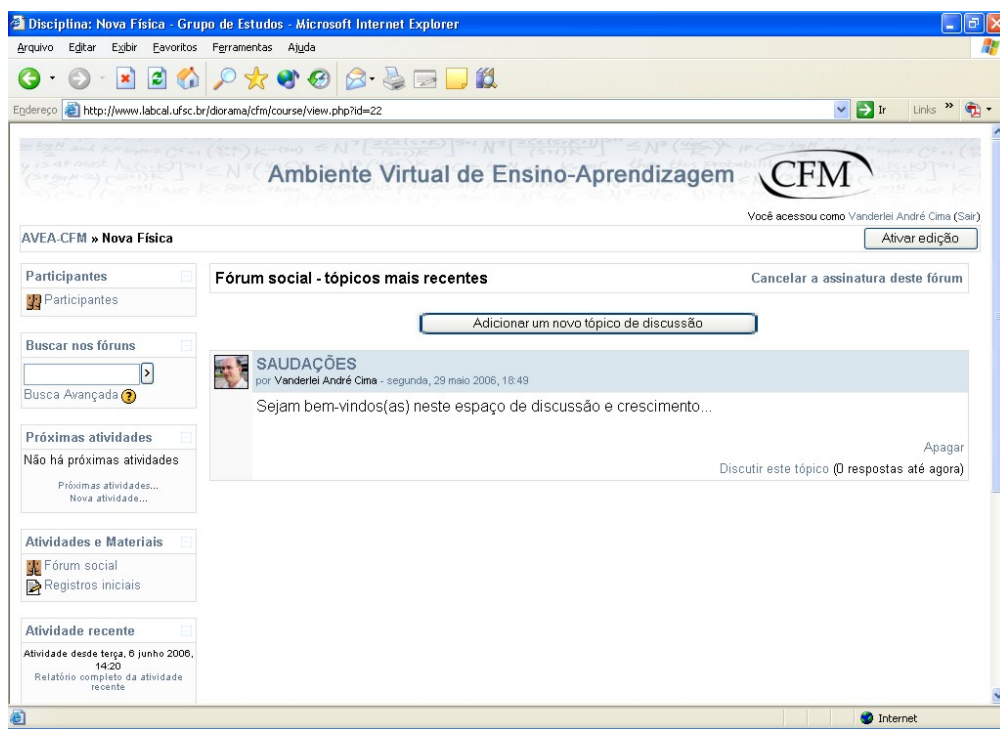 Disciplina: Nova Física - Grupo de Estudos - Microsoft Internet Explorer
Arquivo Editar Exibir Favoritos Ferramentas Ajuda
Endereço http://www.labcal.ufsc.br/diorama/cfm/course/view.php?id=22 Ir Links »
Ambiente Virtual de Ensino-Aprendizagem CFM
Você acessou como Vanderlei André Cima (Sair)
AVEA-CFM » Nova Física Ativar edição
Participantes
Participantes
Buscar nos fóruns
Busca Avançada ?
Próximas atividades
Não há próximas atividades
Próximas atividades...
Nova atividade...
Atividades e Materiais
Fórum social
Registros iniciais
Atividade recente
Atividade desde terça, 6 junho 2006,
14:20
Relatório completo da atividade
recente
Fórum social - tópicos mais recentes Cancelar a assinatura deste fórum
Adicionar um novo tópico de discussão
SAUDAÇÕES
por Vanderlei André Cima - segunda, 29 maio 2006, 18:49
Sejam bem-vindos(as) neste espaço de discussão e crescimento...
Apagar
Discutir este tópico (0 respostas até agora)
Internet